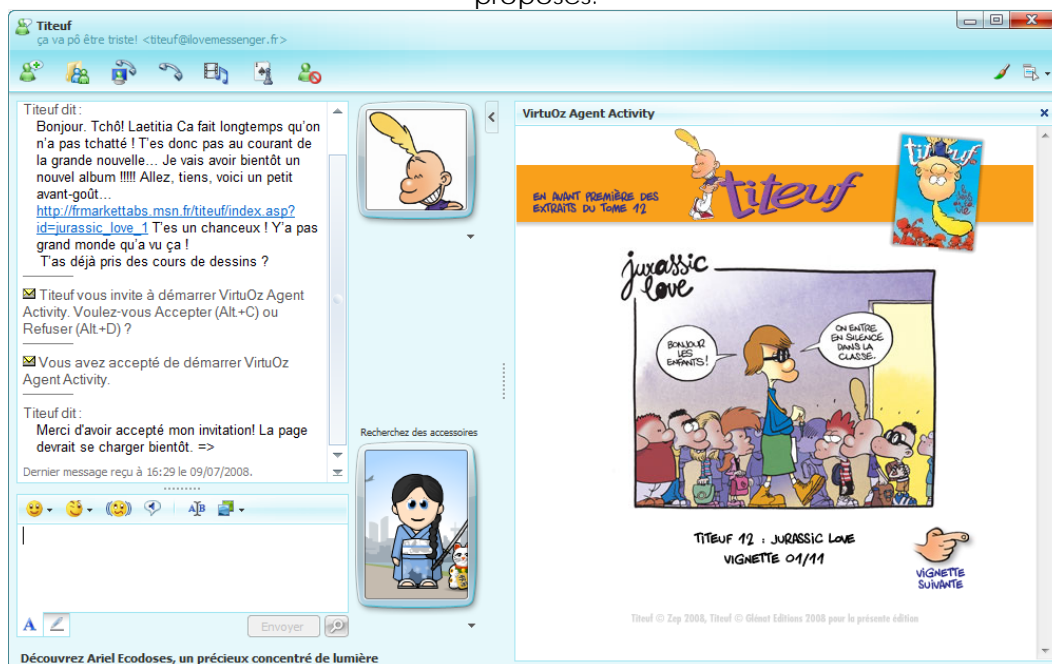 proposés.
Titeuf
ça va pô être triste! <titeuf@ilovemessenger.fr>
Titeuf dit :
Bonjour. Tchô! Laetitia Ca fait longtemps qu'on
n'a pas tchatté ! T'es donc pas au courant de
la grande nouvelle... Je vais avoir bientôt un
nouvel album !!!!! Allez, tiens, voici un petit
avant-goût...
http://frmarkettabs.msn.fr/titeuf/index.asp?
id=jurassic_love_1 T'es un chanceux ! Y'a pas
grand monde qu'a vu ça !
T'as déjà pris des cours de dessins ?
Titeuf vous invite à démarrer VirtuOz Agent
Activity. Voulez-vous Accepter (Alt+C) ou
Refuser (Alt+D) ?
Vous avez accepté de démarrer VirtuOz
Agent Activity.
Titeuf dit :
Merci d'avoir accepté mon invitation! La page
devrait se charger bientôt. =>
Dernier message reçu à 16:29 le 09/07/2008.
Recherchez des accessoires
Envoyer
Découvrez Ariel Ecodoses, un précieux concentré de lumière
VirtuOz Agent Activity
EN AVANT PREMIÈRE DES
EXTRAITS DU TOME 12
titeuf
titeuf
jurassic
love
BONJOUR
LES
ENFANTS !
ON ENTRE
EN SILENCE
DANS LA
CLASSE.
TITEUF 12 : JURASSIC LOVE
VIGNETTE 01/11
VIGNETTE
SUIVANTE
Titeuf © Zep 2008, Titeuf © Glénat Editions 2008 pour la présente édition